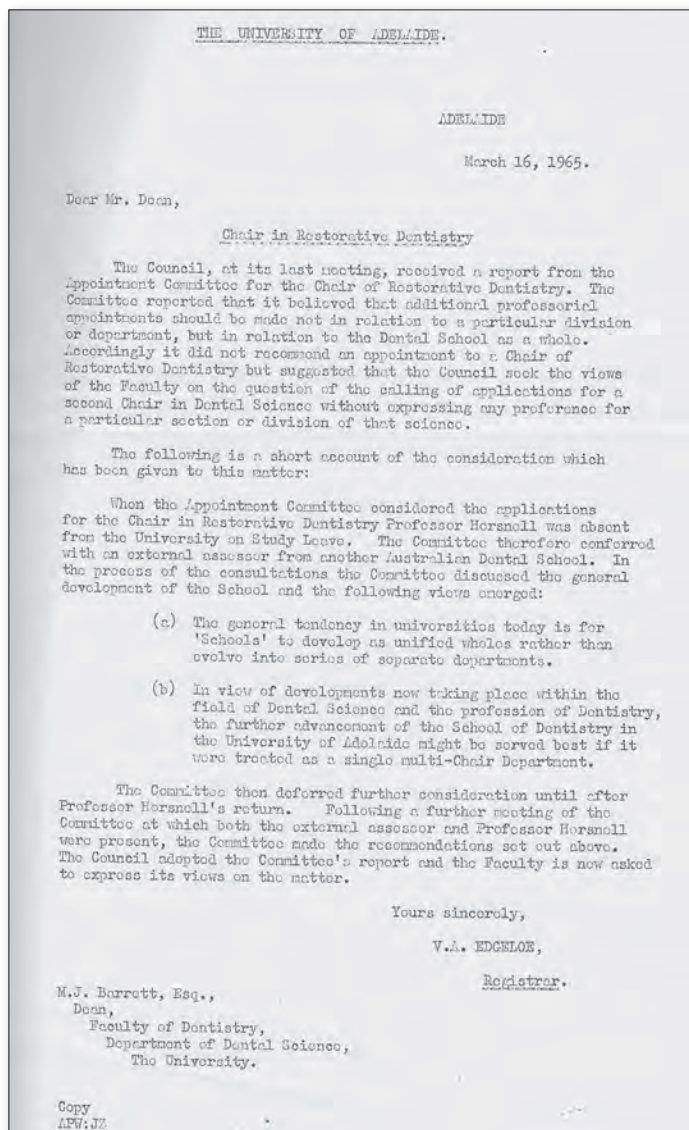 THE UNIVERSITY OF ADELAIDE.
ADELAIDE
March 16, 1965.
Dear Mr. Dean,
Chair in Restorative Dentistry
The Council, at its last meeting, received a report from the
Appointment Committee for the Chair of Restorative Dentistry. The
Committee reported that it believed that additional professorial
appointments should be made not in relation to a particular division
or department, but in relation to the Dental School as a whole.
Accordingly it did not recommend an appointment to a Chair of
Restorative Dentistry but suggested that the Council seek the views
of the Faculty on the question of the calling of applications for a
second Chair in Dental Science without expressing any preference for
a particular section or division of that science.
The following is a short account of the consideration which
has been given to this matter:
When the Appointment Committee considered the applications
for the Chair in Restorative Dentistry Professor Horsnell was absent
from the University on Study Leave. The Committee therefore conferred
with an external assessor from another Australian Dental School. In
the process of the consultations the Committee discussed the general
development of the School and the following views emerged:
(a) The general tendency in universities today is for
'Schools' to develop as unified wholes rather than
evolve into series of separate departments.
(b) In view of developments now taking place within the
field of Dental Science and the profession of Dentistry,
the further advancement of the School of Dentistry in
the University of Adelaide might be served best if it
were treated as a single multi-Chair Department.
The Committee then deferred further consideration until after
Professor Horsnell's return. Following a further meeting of the
Committee at which both the external assessor and Professor Horsnell
were present, the Committee made the recommendations set out above.
The Council adopted the Committee's report and the Faculty is now asked
to express its views on the matter.
Yours sincerely,
V.A. EDGELOE,
Registrar.
M.J. Barrett, Esq.,
Dean,
Faculty of Dentistry,
Department of Dental Science,
The University.
Copy
APW:JZ